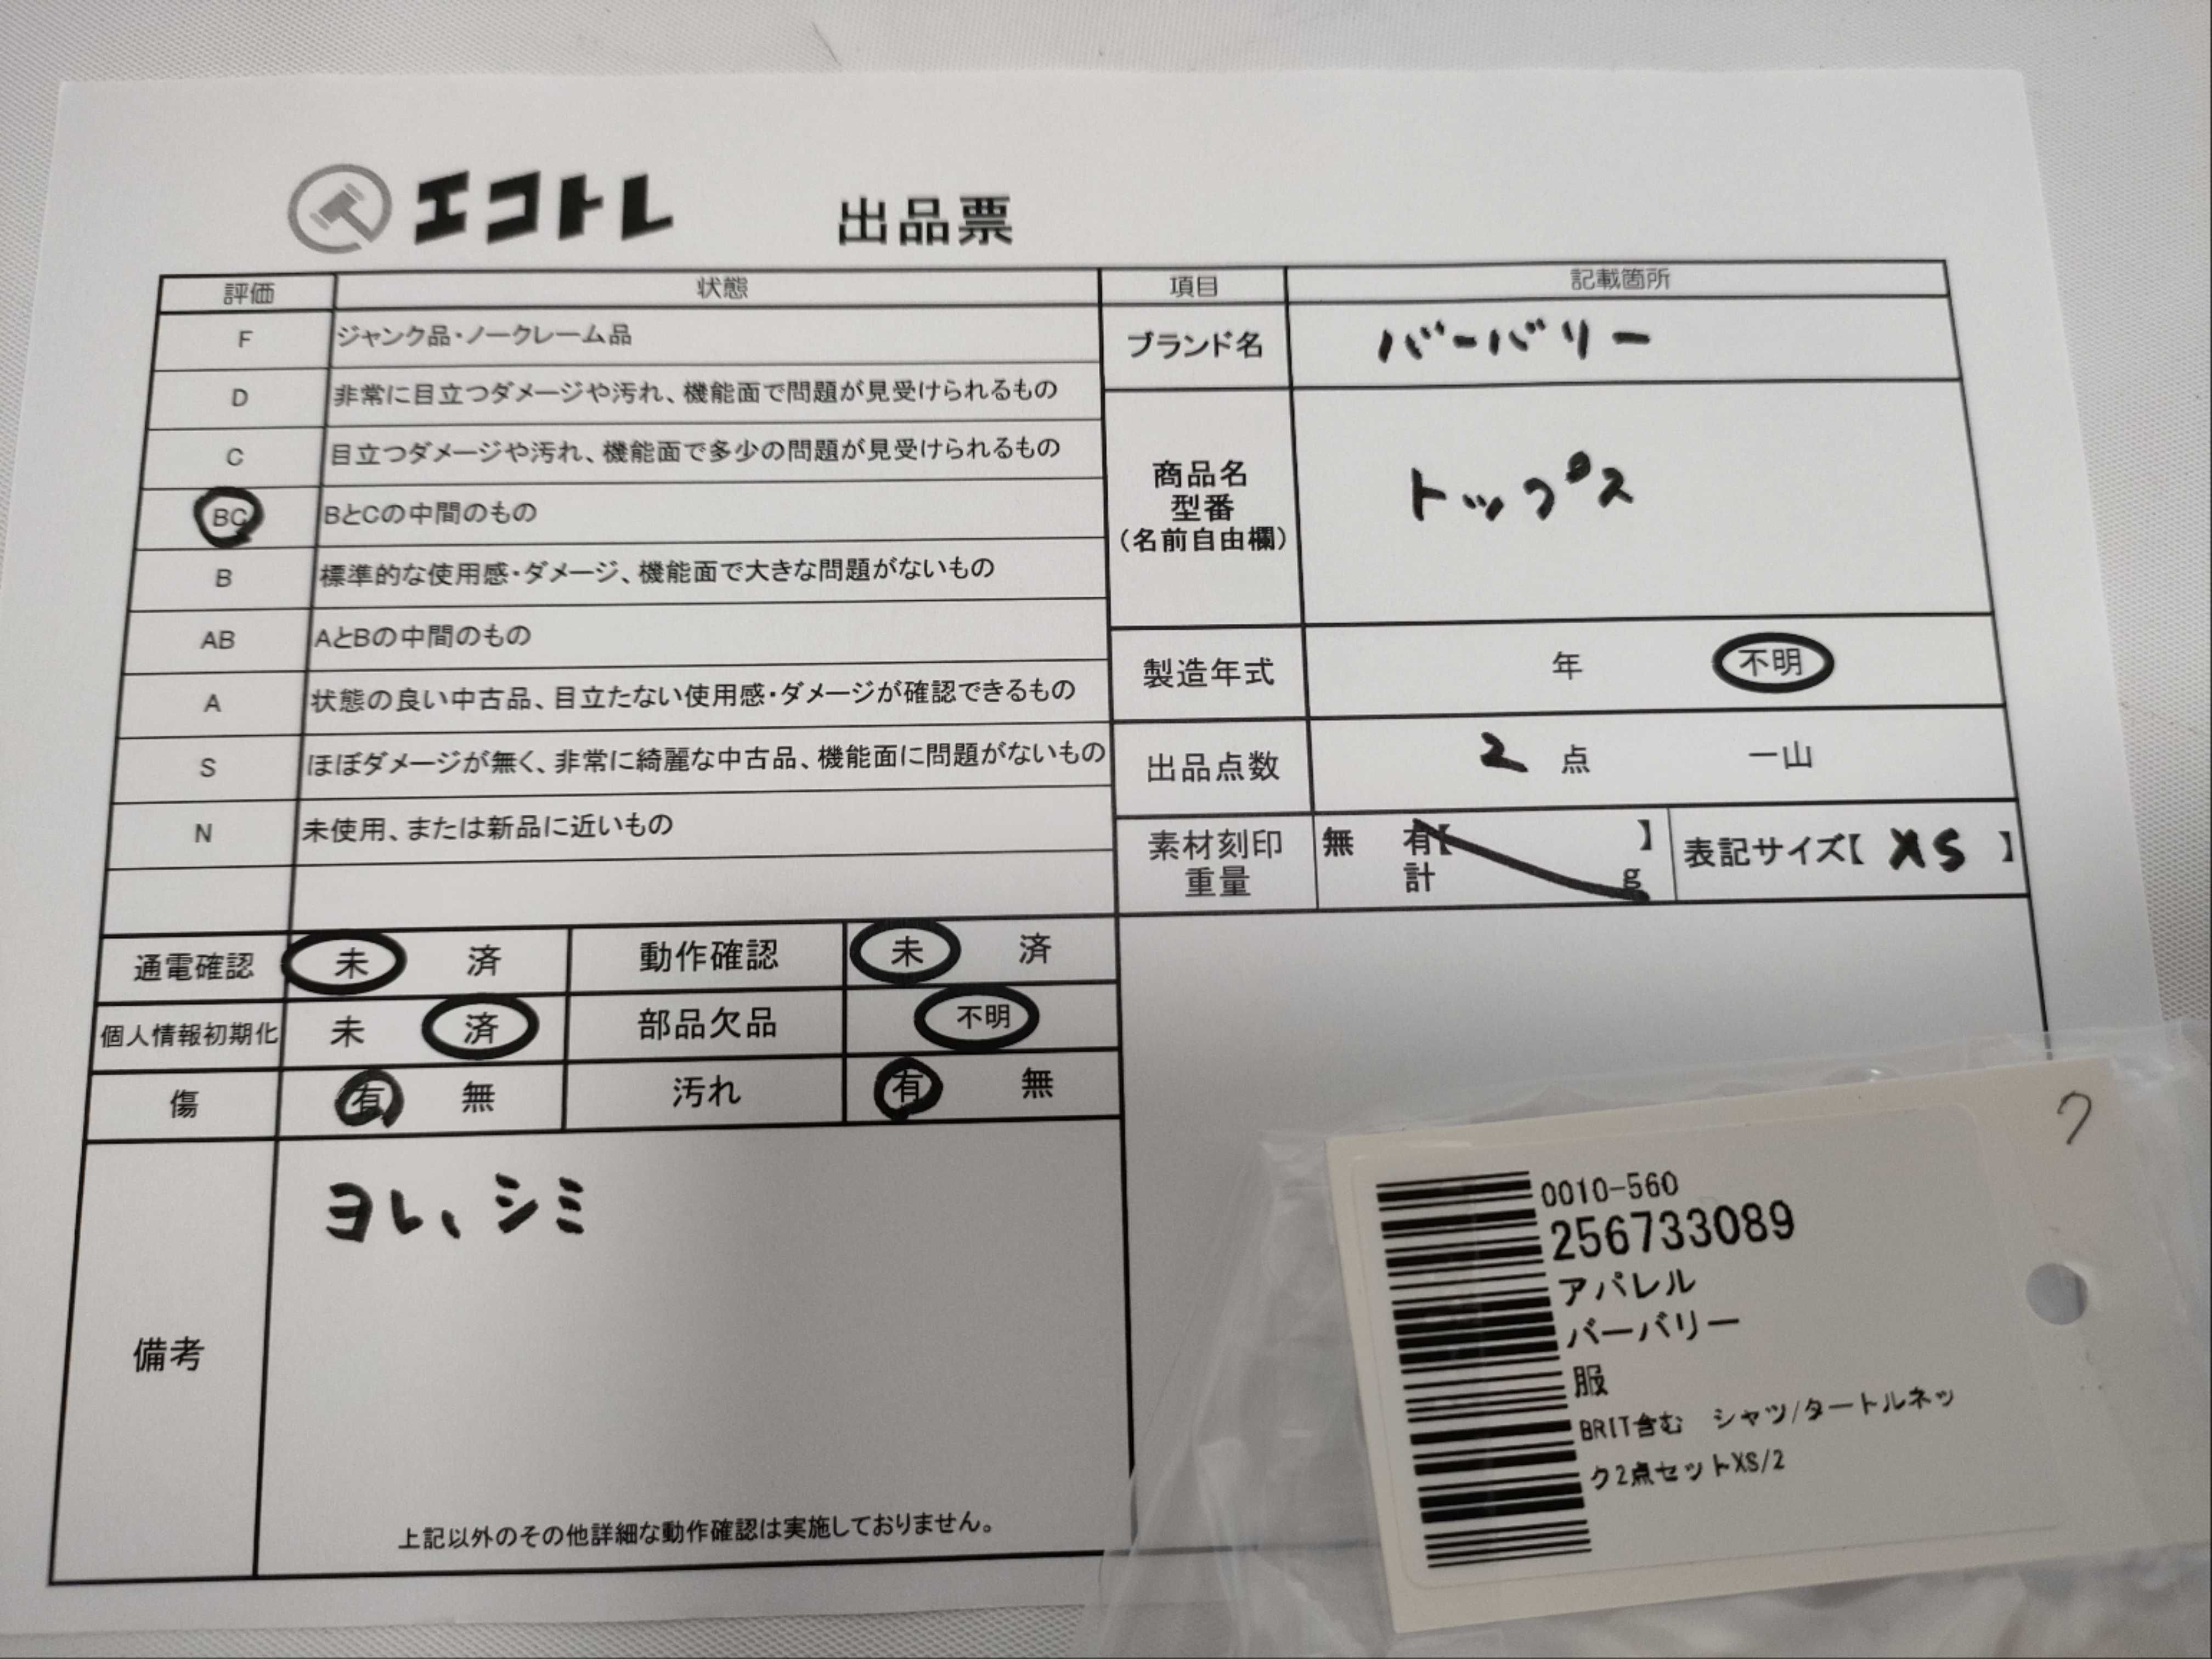 エコトレ 出品票
評価 状態 項目 記載箇所
F ジャンク品・ノークレーム品
D 非常に目立つダメージや汚れ、機能面で問題が見受けられるもの
C 目立つダメージや汚れ、機能面で多少の問題が見受けられるもの
BC BとCの中間のもの
B 標準的な使用感・ダメージ、機能面で大きな問題がないもの
AB AとBの中間のもの
A 状態の良い中古品、目立たない使用感・ダメージが確認できるもの
S ほぼダメージが無く、非常に綺麗な中古品、機能面に問題がないもの
N 未使用、または新品に近いもの
ブランド名 バーバリー
商品名
型番
(名前自由欄)
トップス
製造年式 年 不明
出品点数 2 点 一山
素材刻印 無 有【 】
重量 計 g
表記サイズ【 XS 】
通電確認 未 済 動作確認 未 済
個人情報初期化 未 済 部品欠品 不明
傷 有 無 汚れ 有 無
備考
ヨレ、シミ
上記以外のその他詳細な動作確認は実施しておりません。
ク
0010-560
256733089
アパレル
バーバリー
服
BRIT含む シャツ/タートルネッ
ク2点セットXS/2